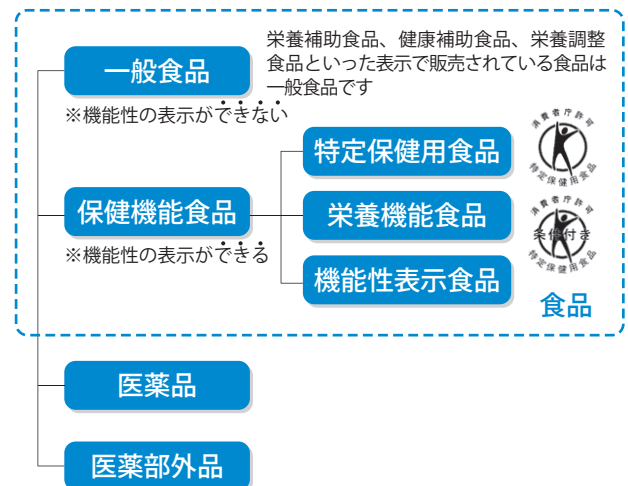 一般食品
栄養補助食品、健康補助食品、栄養調整
食品といった表示で販売されている食品は
一般食品です
※機能性の表示ができない
特定保健用食品
消費者庁許可
特定保健用食品
保健機能食品
栄養機能食品
消費者庁許可
条件付き
特定保健用食品
※機能性の表示ができる
機能性表示食品
食品
医薬品
医薬部外品